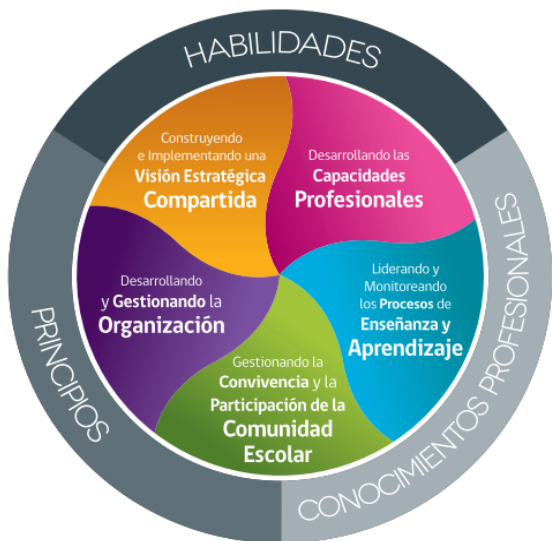 HABILIDADES
Construyendo
e Implementando una
Visión Estratégica
Compartida
Desarrollando las
Capacidades
Profesionales
Liderando y
Monitoreando
los Procesos de
Enseñanza y
Aprendizaje
Gestionando la
Convivencia y la
Participación de la
Comunidad
Escolar
Desarrollando
y Gestionando la
Organización
CONOCIMIENTOS PROFESIONALES
PRINCIPIOS